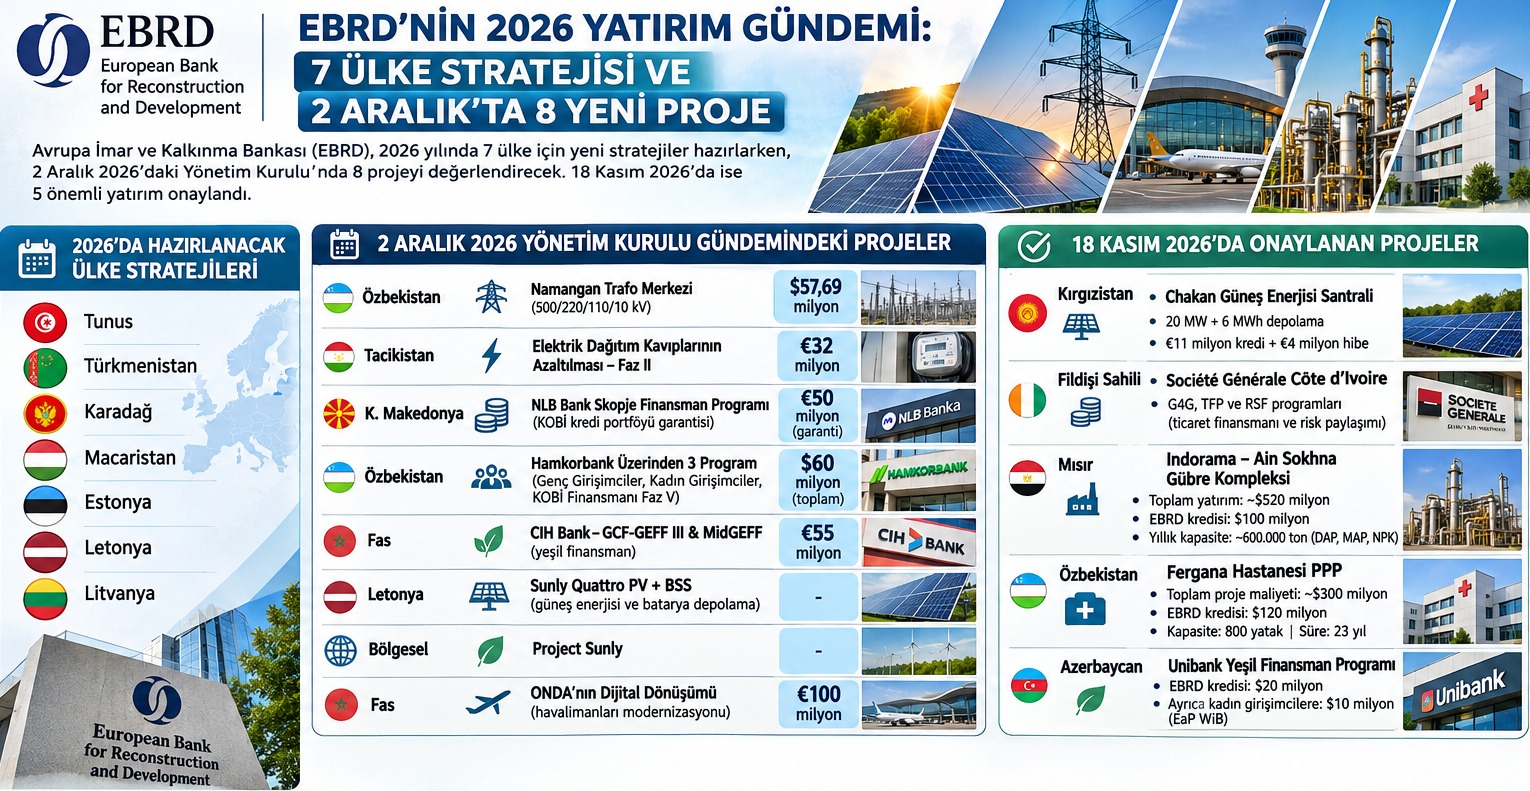 EBRD
European Bank
for Reconstruction
and Development
EBRD'NİN 2026 YATIRIM GÜNDEMİ:
7 ÜLKE STRATEJİSİ VE
2 ARALIK'TA 8 YENİ PROJE
Avrupa İmar ve Kalkınma Bankası (EBRD), 2026 yılında 7 ülke için yeni stratejiler hazırlarken,
2 Aralık 2026'daki Yönetim Kurulu'nda 8 projeyi değerlendirecek. 18 Kasım 2026'da ise
5 önemli yatırım onaylandı.
2026'DA HAZIRLANACAK
ÜLKE STRATEJİLERİ
Tunus
Türkmenistan
Karadağ
Macaristan
Estonya
Letonya
Litvanya
European Bank
for Reconstruction
and Development
2 ARALIK 2026 YÖNETİM KURULU GÜNDEMİNDEKİ PROJELER
Özbekistan
Namangan Trafo Merkezi
(500/220/110/10 kV)
$57,69
milyon
Tacikistan
Elektrik Dağıtım Kavıplarının
Azaltılması – Faz II
€32
milyon
K. Makedonya
NLB Bank Skopje Finansman Programı
(KOBİ kredi portföyü garantisi)
€50
milyon
(garanti)
NLB Banka
Özbekistan
Hamkorbank Üzerinden 3 Program
(Genç Girişimciler, Kadın Girişimciler,
KOBİ Finansmanı Faz V)
$60
milyon
(toplam)
HAMKORBANK
Fas
CIH Bank – GCF-GEFF III & MidGEFF
(yeşil finansman)
€55
milyon
CIH BANK
Letonya
Sunly Quattro PV + BSS
(güneş enerjisi ve batarya depolama)
-
Bölgesel
Project Sunly
-
Fas
ONDA'nın Dijital Dönüşümü
(havalimanları modernizasyonu)
€100
milyon
18 KASIM 2026'DA ONAYLANAN PROJELER
Kırgızistan
• Chakan Güneş Enerjisi Santrali
• 20 MW + 6 MWh depolama
• €11 milyon kredi + €4 milyon hibe
Fildişi Sahili
• Société Générale Côte d'Ivoire
• G4G, TFP ve RSF programları
(ticaret finansmanı ve risk paylaşımı)
SOCIETE
GENERALE
Mısır
Indorama – Ain Sokhna
Gübre Kompleksi
• Toplam yatırım: ~$520 milyon
• EBRD kredisi: $100 milyon
• Yıllık kapasite: ~600.000 ton (DAP, MAP, NPK)
Özbekistan
Fergana Hastanesi PPP
• Toplam proje maliyeti: ~$300 milyon
• EBRD kredisi: $120 milyon
• Kapasite: 800 yatak | Süre: 23 yıl
Azerbaycan
Unibank Yeşil Finansman Programı
• EBRD kredisi: $20 milyon
• Ayrıca kadın girişimcilere: $10 milyon
(EaP WiB)
Unibank